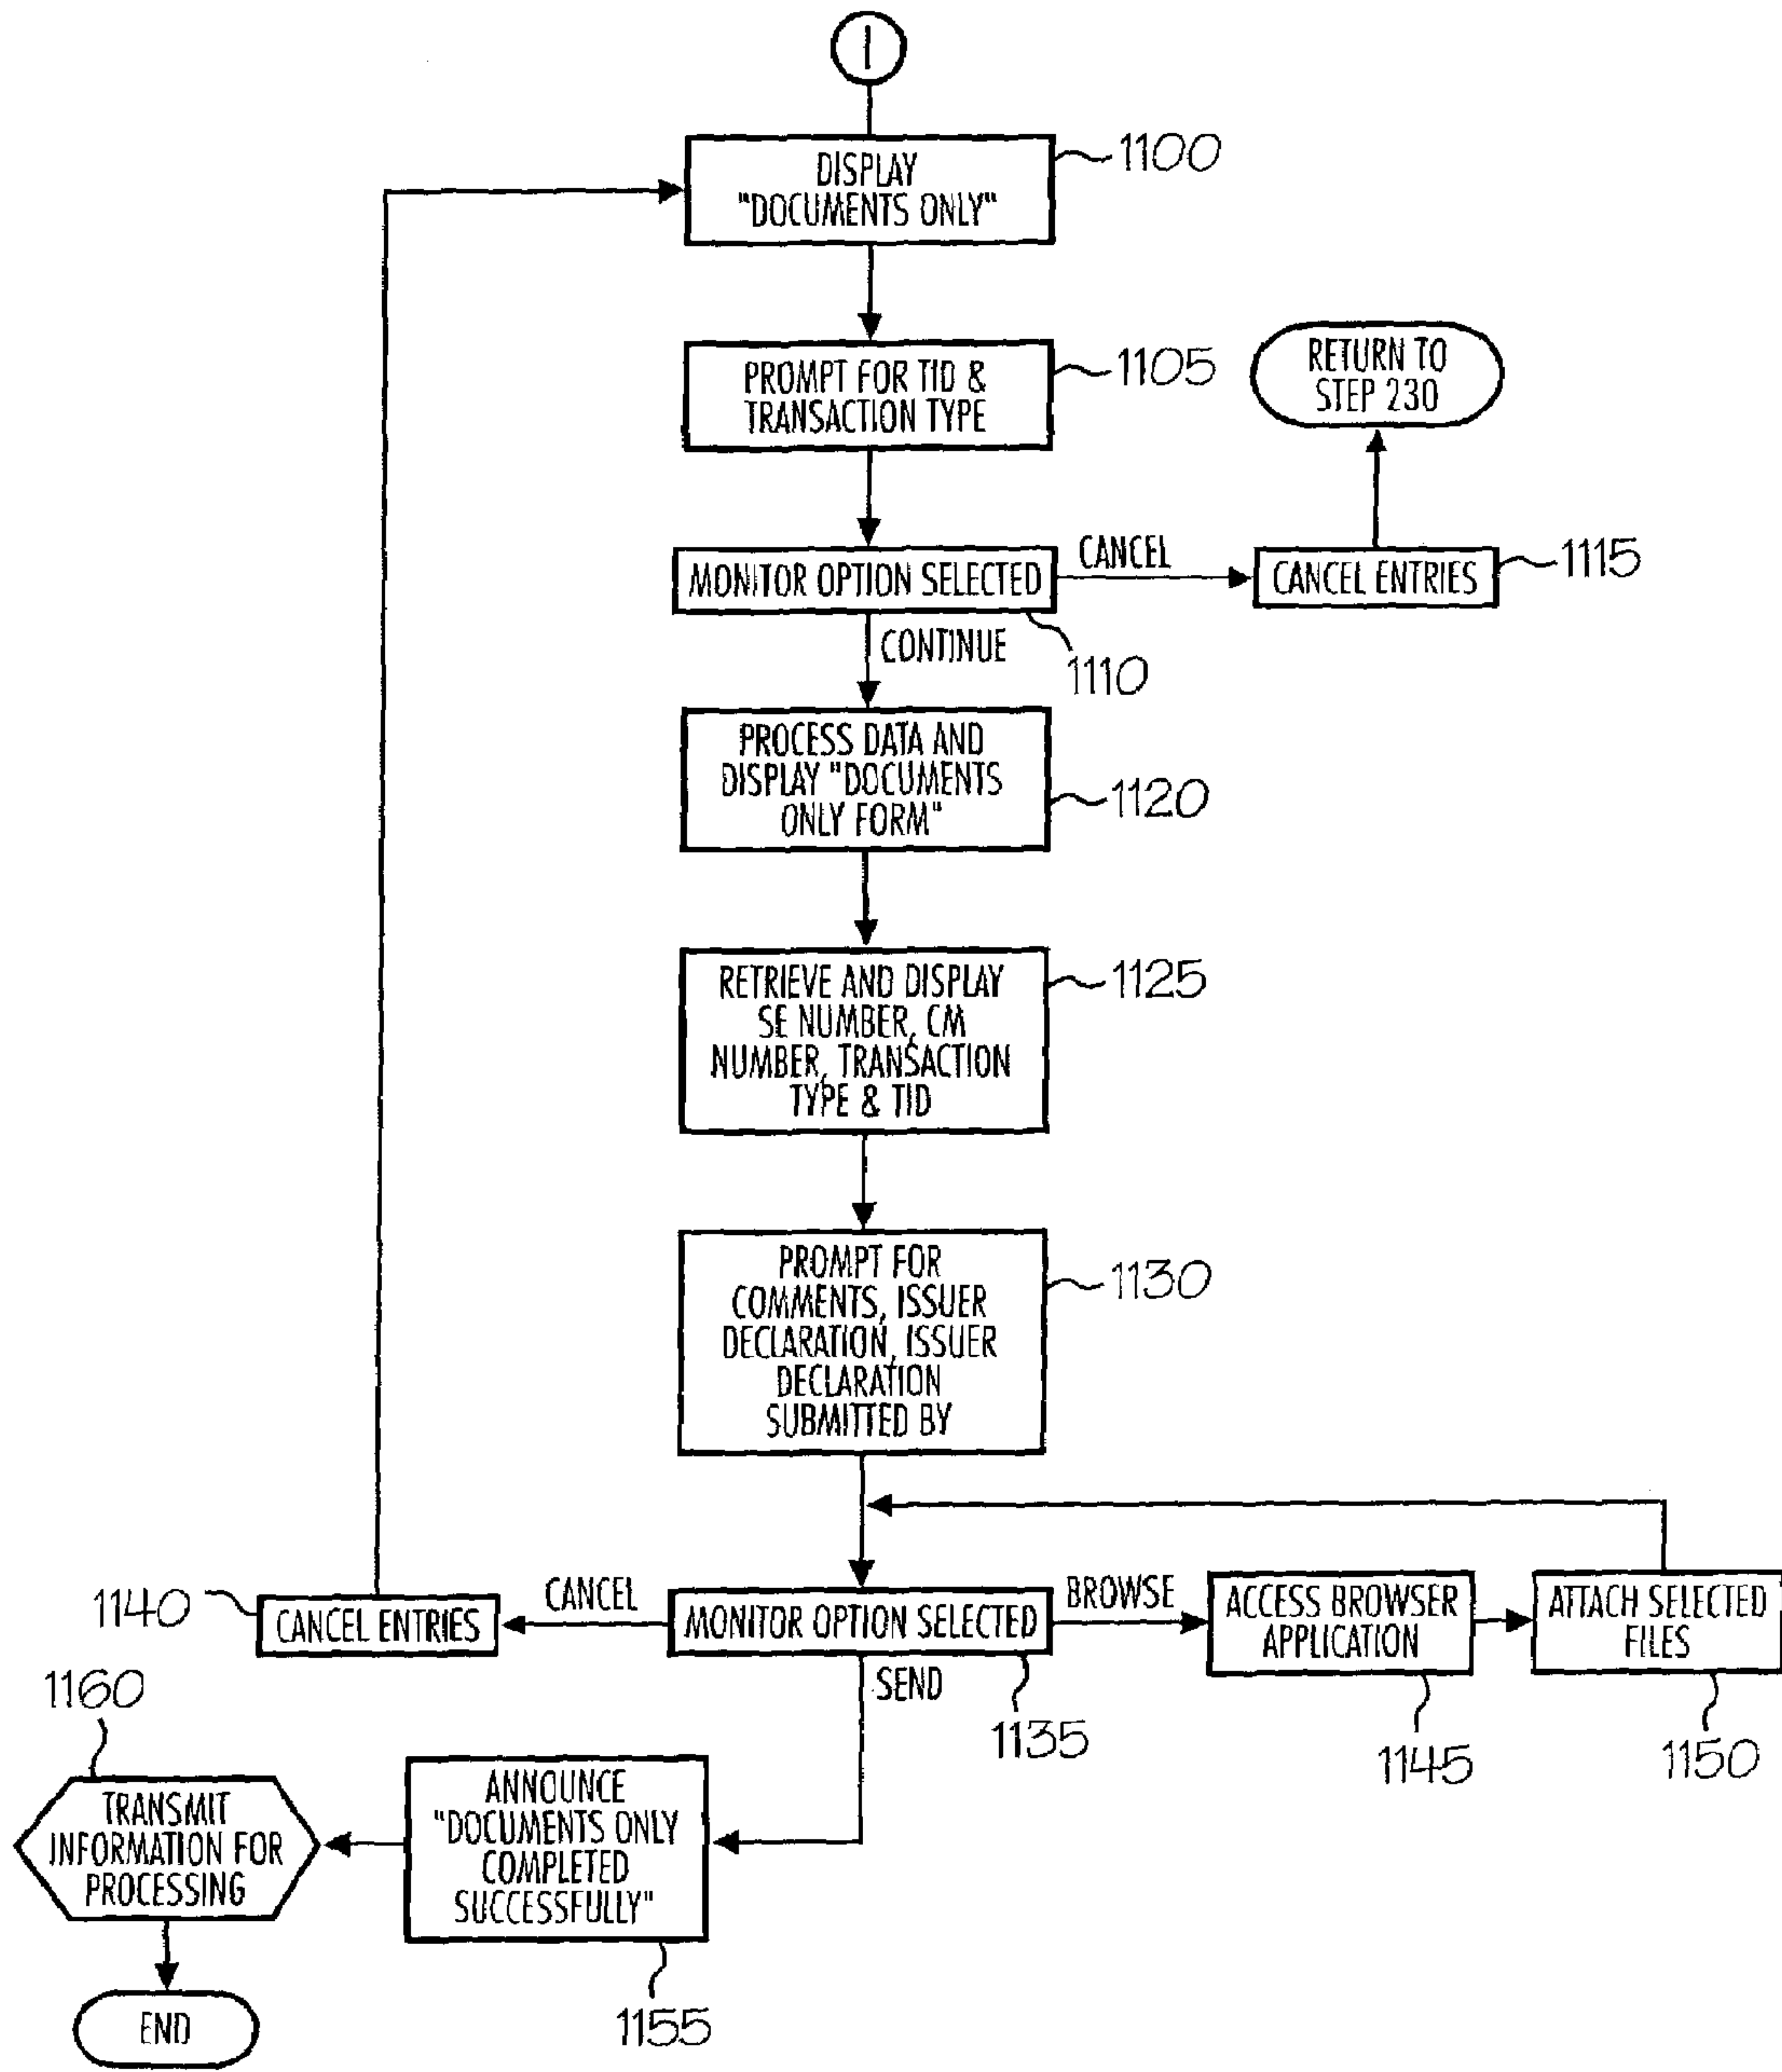 I
DISPLAY
"DOCUMENTS ONLY"
1100
PROMPT FOR TID &
TRANSACTION TYPE
1105
RETURN TO
STEP 230
MONITOR OPTION SELECTED
CANCEL
CANCEL ENTRIES
1115
CONTINUE
1110
PROCESS DATA AND
DISPLAY "DOCUMENTS
ONLY FORM"
1120
RETRIEVE AND DISPLAY
SE NUMBER, CM
NUMBER, TRANSACTION
TYPE & TID
1125
PROMPT FOR
COMMENTS, ISSUER
DECLARATION, ISSUER
DECLARATION
SUBMITTED BY
1130
1140
CANCEL ENTRIES
CANCEL
MONITOR OPTION SELECTED
BROWSE
ACCESS BROWSER
APPLICATION
ATTACH SELECTED
FILES
SEND
1135
1145
1150
1160
TRANSMIT
INFORMATION FOR
PROCESSING
ANNOUNCE
"DOCUMENTS ONLY
COMPLETED
SUCCESSFULLY"
1155
END